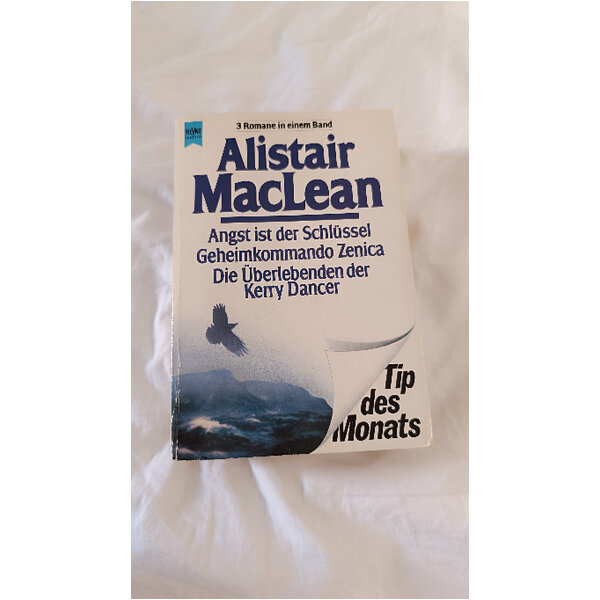 HEYNE
3 Romane in einem Band
Alistair
MacLean
Angst ist der Schlüssel
Geheimkommando Zenica
Die Überlebenden der
Kerry Dancer
Tip
des
Monats